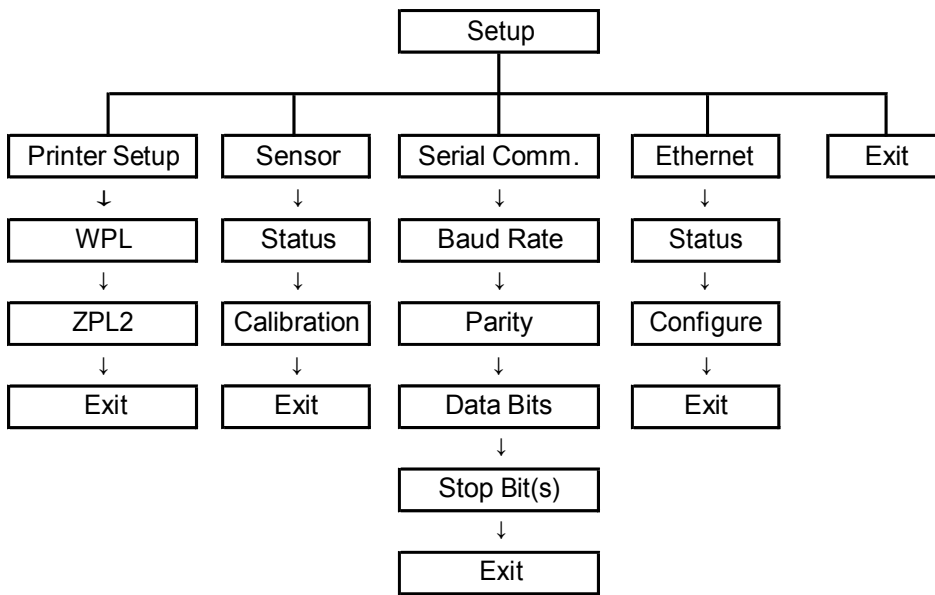 Setup
Printer Setup
Sensor
Serial Comm.
Ethernet
Exit
↓
↓
↓
↓
WPL
Status
Baud Rate
Status
↓
↓
↓
↓
ZPL2
Calibration
Parity
Configure
↓
↓
↓
↓
Exit
Exit
Data Bits
Exit
↓
Stop Bit(s)
↓
Exit